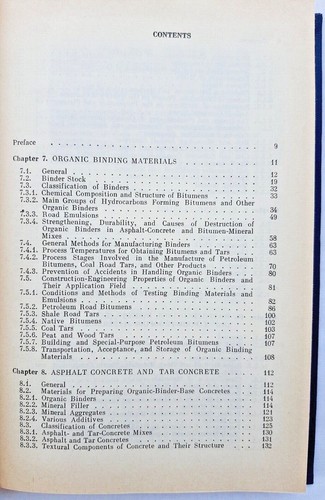 CONTENTS
Preface . . . . . . . . . . . . . . . . . . . . 9
Chapter 7. ORGANIC BINDING MATERIALS . . . . . . . . 11
7.1. General . . . . . . . . . . . . . . . . . . 12
7.2. Binder Stock . . . . . . . . . . . . . . . . 19
7.3. Classification of Binders . . . . . . . . . . . 32
7.3.1. Chemical Composition and Structure of Bitumens . . . 33
7.3.2. Main Groups of Hydrocarbons Forming Bitumens and Other
Organic Binders . . . . . . . . . . . . . . . 34
7.3.3. Road Emulsions . . . . . . . . . . . . . . . 49
7.3.4. Strengthening, Durability, and Causes of Destruction of
Organic Binders in Asphalt-Concrete and Bitumen-Mineral
Mixes . . . . . . . . . . . . . . . . . . . 58
7.4. General Methods for Manufacturing Binders . . . . . 63
7.4.1. Process Temperatures for Obtaining Bitumens and Tars . . 63
7.4.2. Process Stages Involved in the Manufacture of Petroleum
Bitumens, Coal Road Tars, and Other Products . . . . 70
7.4.3. Prevention of Accidents in Handling Organic Binders . . 80
7.5. Construction-Engineering Properties of Organic Binders and
Their Application Field . . . . . . . . . . . . 81
7.5.1. Conditions and Methods of Testing Binding Materials and
Emulsions . . . . . . . . . . . . . . . . . . 82
7.5.2. Petroleum Road Bitumens . . . . . . . . . . . . 86
7.5.3. Shale Road Tars . . . . . . . . . . . . . . . 100
7.5.4. Native Bitumens . . . . . . . . . . . . . . . 102
7.5.5. Coal Tars . . . . . . . . . . . . . . . . . . 103
7.5.6. Peat and Wood Tars . . . . . . . . . . . . . . 107
7.5.7. Building and Special-Purpose Petroleum Bitumens . . . 107
7.5.8. Transportation, Acceptance, and Storage of Organic Binding
Materials . . . . . . . . . . . . . . . . . . 108
Chapter 8. ASPHALT CONCRETE AND TAR CONCRETE . . . . 112
8.1. General . . . . . . . . . . . . . . . . . . 112
8.2. Materials for Preparing Organic-Binder-Base Concretes . . 114
8.2.1. Organic Binders . . . . . . . . . . . . . . . 114
8.2.2. Mineral Filler . . . . . . . . . . . . . . . . 114
8.2.3. Mineral Aggregates . . . . . . . . . . . . . . 121
8.2.4. Various Additives . . . . . . . . . . . . . . 123
8.3. Classification of Concretes . . . . . . . . . . . 125
8.3.1. Asphalt- and Tar-Concrete Mixes . . . . . . . . . 130
8.3.2. Asphalt and Tar Concretes . . . . . . . . . . . 131
8.3.3. Textural Components of Concrete and Their Structure . . 132